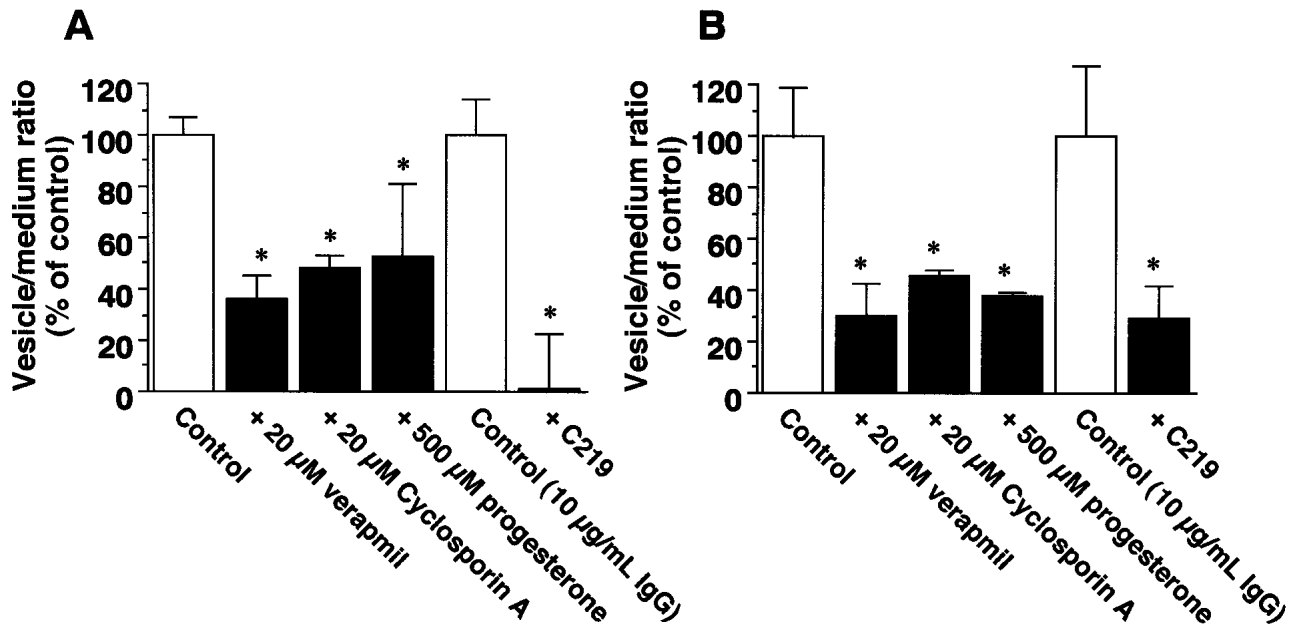 A
Vesicle/medium ratio
(% of control)
120
100
80
60
40
20
0
*
*
*
*
Control
+ 20 µM verapmil
+ 20 µM Cyclosporin A
+ 500 µM progesterone
Control (10 µg/mL IgG)
+ C219
B
Vesicle/medium ratio
(% of control)
120
100
80
60
40
20
0
*
*
*
*
Control
+ 20 µM verapmil
+ 20 µM Cyclosporin A
+ 500 µM progesterone
Control (10 µg/mL IgG)
+ C219